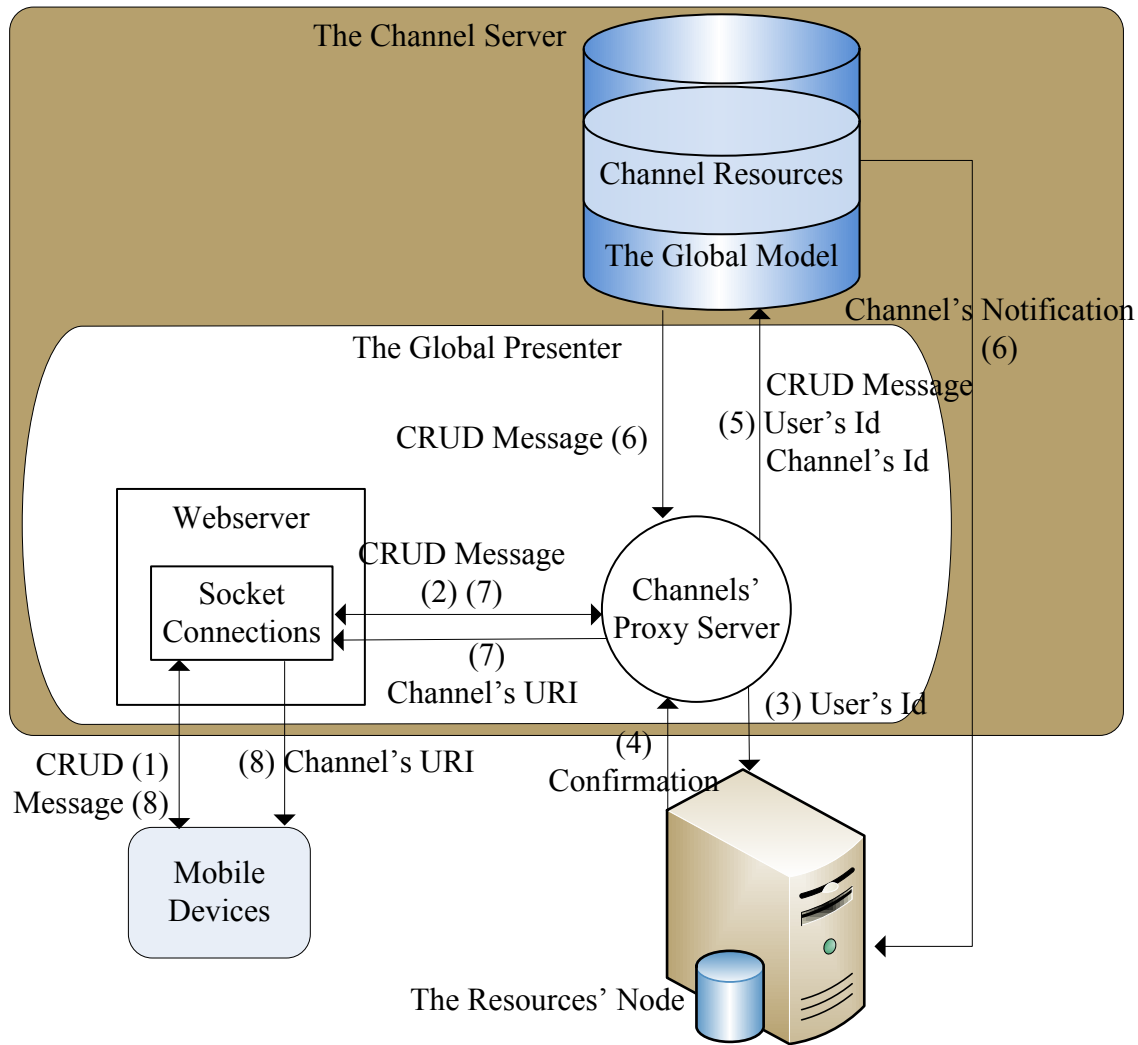 The Channel Server
Channel Resources
The Global Model
Channel's Notification
(6)
The Global Presenter
CRUD Message
(5) User's Id
Channel's Id
CRUD Message (6)
Webserver
CRUD Message
(2) (7)
Socket
Connections
Channels'
Proxy Server
(7)
Channel's URI
(3) User's Id
(4)
Confirmation
CRUD (1)
Message (8)
(8) Channel's URI
Mobile
Devices
The Resources' Node